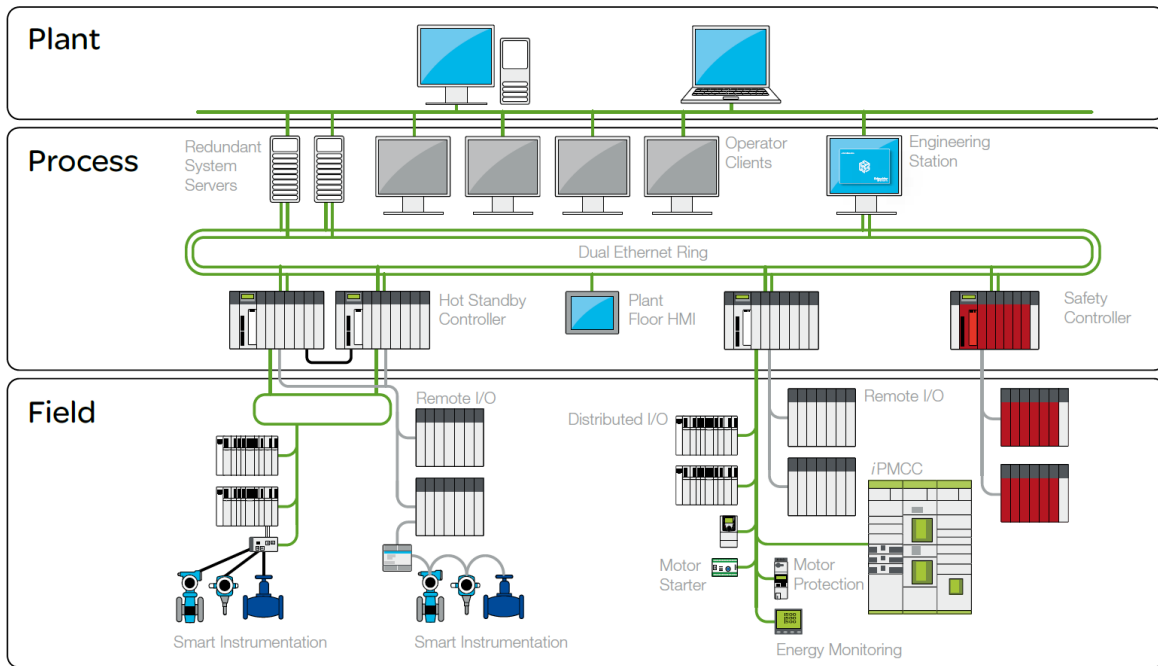 Plant
Process
Redundant
System
Servers
Operator
Clients
Engineering
Station
Dual Ethernet Ring
Hot Standby
Controller
Plant
Floor HMI
Safety
Controller
Field
Remote I/O
Distributed I/O
Remote I/O
iPMCC
Motor
Starter
Motor
Protection
Smart Instrumentation
Smart Instrumentation
Energy Monitoring